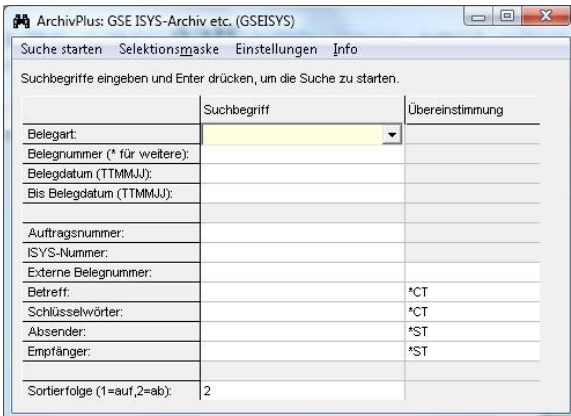 ArchivPlus: GSE ISYS-Archiv etc. (GSEISYS)
Suche starten Selektionsmaske Einstellungen Info
Suchbegriffe eingeben und Enter drücken, um die Suche zu starten.
Suchbegriff Übereinstimmung
Belegart:
Belegnummer (* für weitere):
Belegdatum (TTMMJJ):
Bis Belegdatum (TTMMJJ):
Auftragsnummer:
ISYS-Nummer:
Externe Belegnummer:
Betreff: *CT
Schlüsselwörter: *CT
Absender: *ST
Empfänger: *ST
Sortierfolge (1=auf,2=ab): 2